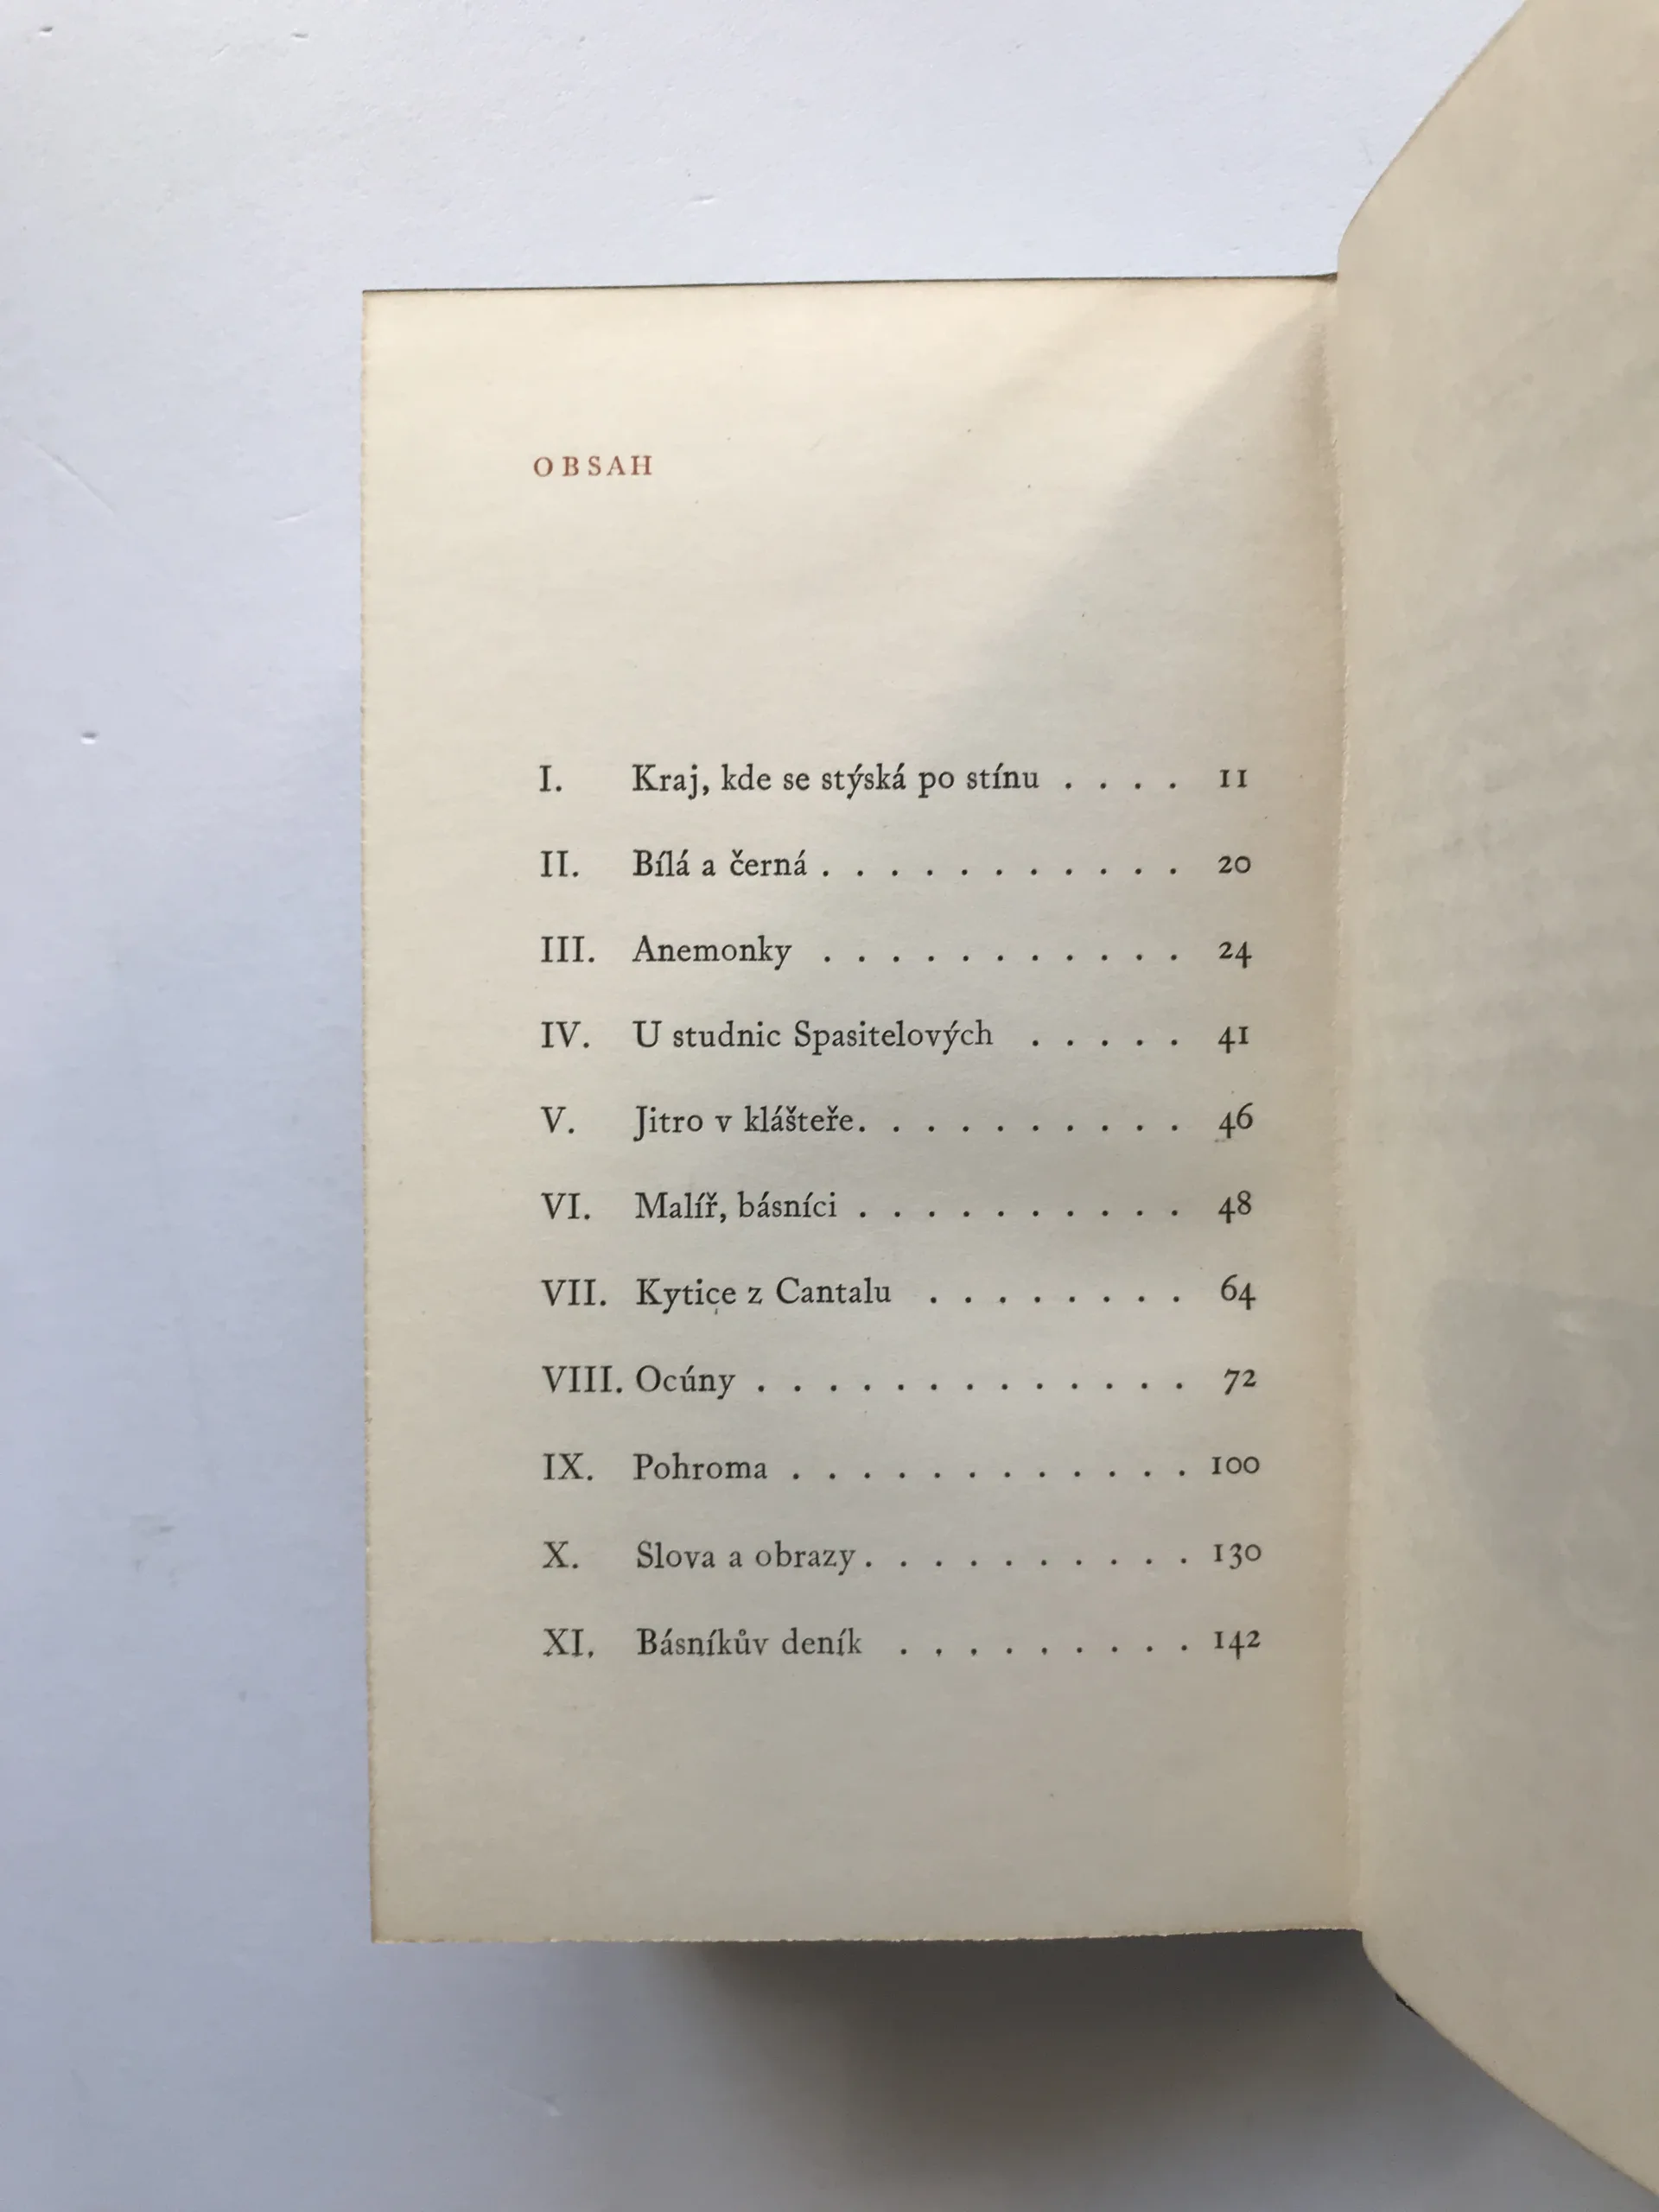 OBSAH
I. Kraj, kde se stýská po stínu . . . . 11
II. Bílá a černá . . . . . . . . . . . 20
III. Anemonky . . . . . . . . . . . 24
IV. U studnic Spasitelových . . . . . 41
V. Jitro v klášteře. . . . . . . . . . 46
VI. Malíř, básníci . . . . . . . . . . 48
VII. Kytice z Cantalu . . . . . . . . 64
VIII. Ocúny . . . . . . . . . . . . . 72
IX. Pohroma . . . . . . . . . . . . 100
X. Slova a obrazy . . . . . . . . . . 130
XI. Básníkův deník . . . . . . . . . 142